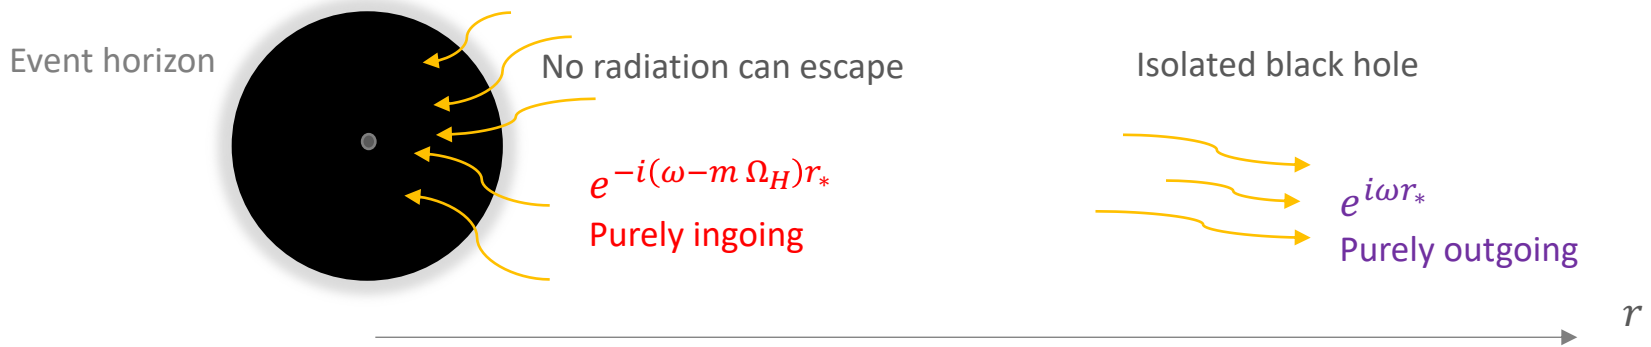 Event horizon
No radiation can escape
Isolated black hole
e^{-i(ω-m Ω_H)r_*}
Purely ingoing
e^{iωr_*}
Purely outgoing
r